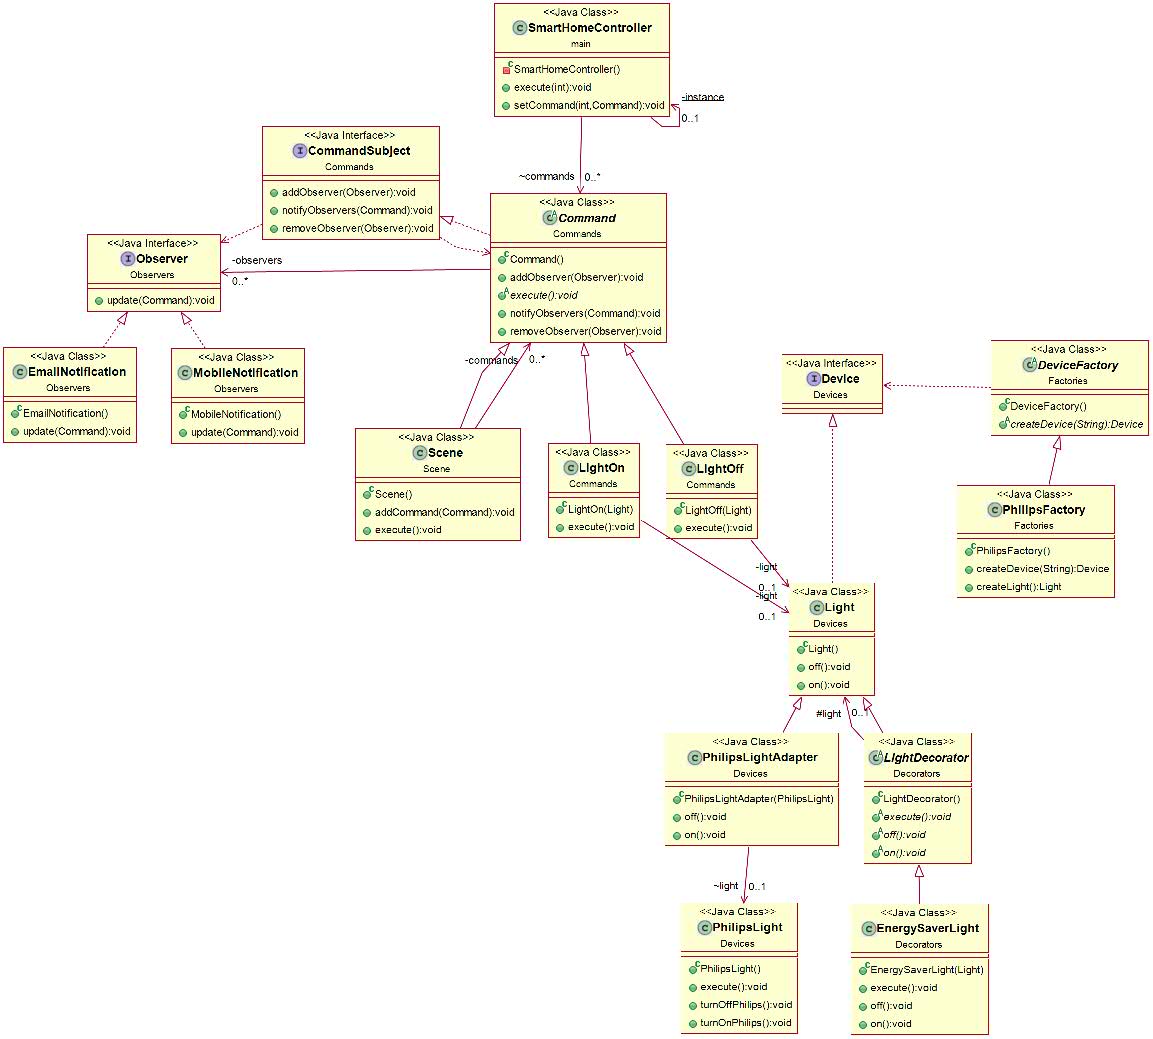 <<Java Class>>
SmartHomeController
main
SmartHomeController()
execute(int):void
setCommand(int,Command):void
-instance
0..1
~commands
0..*
<<Java Interface>>
CommandSubject
Commands
addObserver(Observer):void
notifyObservers(Command):void
removeObserver(Observer):void
<<Java Class>>
Command
Commands
Command()
addObserver(Observer):void
execute():void
notifyObservers(Command):void
removeObserver(Observer):void
<<Java Interface>>
Observer
Observers
update(Command):void
-observers
0..*
<<Java Class>>
EmailNotification
Observers
EmailNotification()
update(Command):void
<<Java Class>>
MobileNotification
Observers
MobileNotification()
update(Command):void
-commands
0..*
<<Java Class>>
Scene
Scene
Scene()
addCommand(Command):void
execute():void
<<Java Class>>
LightOn
Commands
LightOn(Light)
execute():void
<<Java Class>>
LightOff
Commands
LightOff(Light)
execute():void
<<Java Interface>>
Device
Devices
<<Java Class>>
DeviceFactory
Factories
DeviceFactory()
createDevice(String):Device
<<Java Class>>
PhilipsFactory
Factories
PhilipsFactory()
createDevice(String):Device
createLight():Light
-light
0..1
-light
0..1
<<Java Class>>
Light
Devices
Light()
off():void
on():void
#light
0..1
<<Java Class>>
PhilipsLightAdapter
Devices
PhilipsLightAdapter(PhilipsLight)
off():void
on():void
<<Java Class>>
LightDecorator
Decorators
LightDecorator()
execute():void
off():void
on():void
~light
0..1
<<Java Class>>
PhilipsLight
Devices
PhilipsLight()
execute():void
turnOffPhilips():void
turnOnPhilips():void
<<Java Class>>
EnergySaverLight
Decorators
EnergySaverLight(Light)
execute():void
off():void
on():void